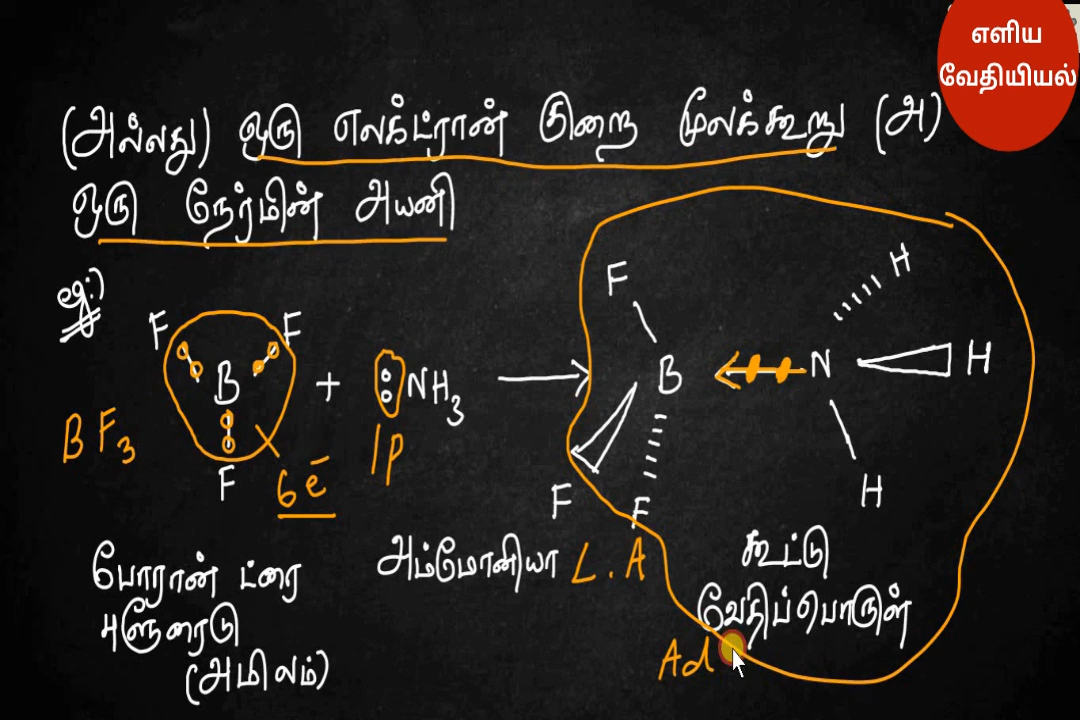 எளிய
வேதியியல்
(அல்லது) ஒரு எலக்ட்ரான் குறை மூலக்கூறு (அ)
ஒரு நேர்மின் அயனி
F F
B + :NH3
F
BF3
6e̅
lp
F B N H
H
F F H
போரான் ட்ரை
புளூரைடு
(அமிலம்)
அம்மோனியா
L.A
கூட்டு
வேதிப்பொருள்
Ad